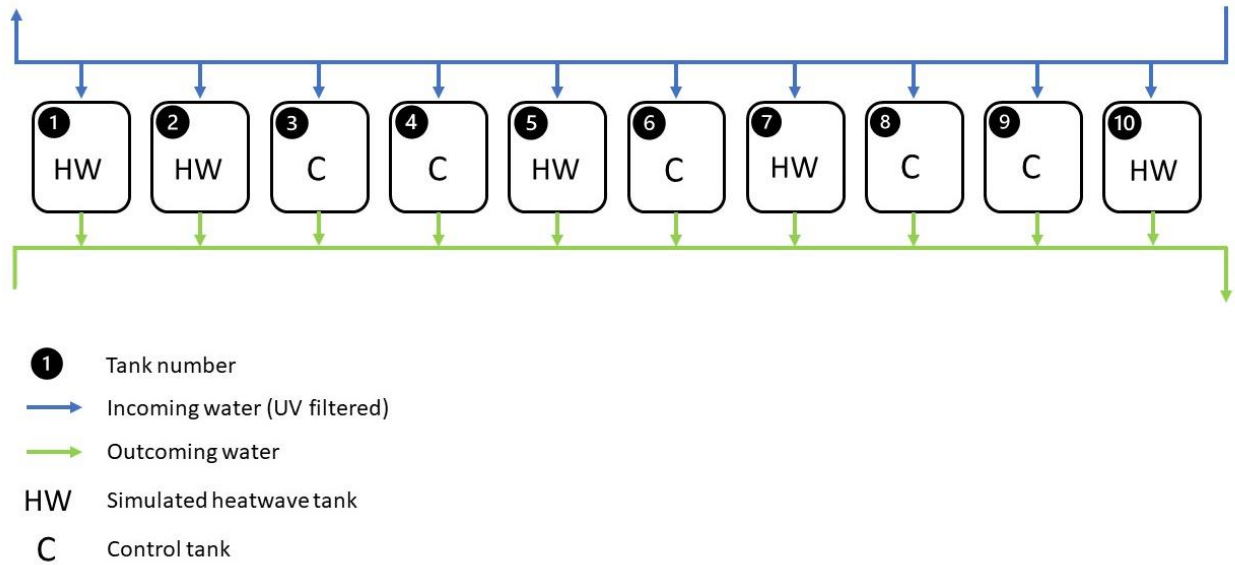 1 2 3 4 5 6 7 8 9 10
HW HW C C HW C HW C C HW
1 Tank number
Incoming water (UV filtered)
Outcoming water
HW Simulated heatwave tank
C Control tank